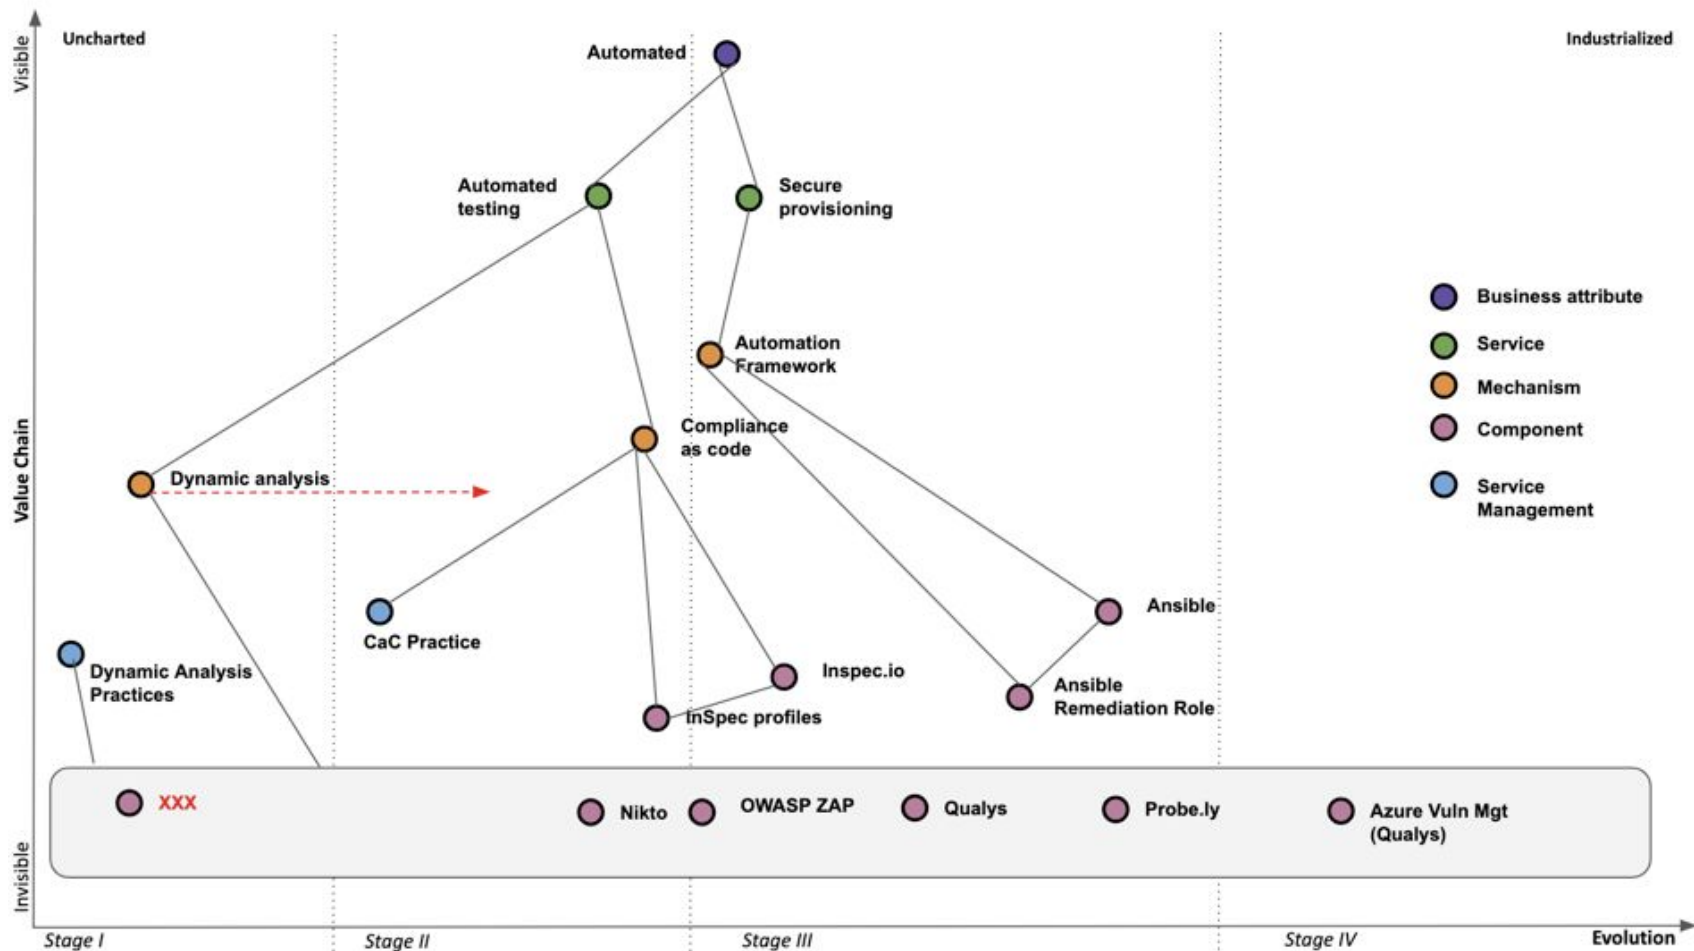 Visible
Uncharted
Automated
Industrialized
Automated
testing
Secure
provisioning
Business attribute
Service
Mechanism
Component
Service
Management
Automation
Framework
Compliance
as code
Value Chain
Dynamic analysis
CaC Practice
Ansible
Dynamic Analysis
Practices
Inspec.io
InSpec profiles
Ansible
Remediation Role
XXX
Nikto
OWASP ZAP
Qualys
Probe.ly
Azure Vuln Mgt
(Qualys)
Invisible
Stage I
Stage II
Stage III
Stage IV
Evolution